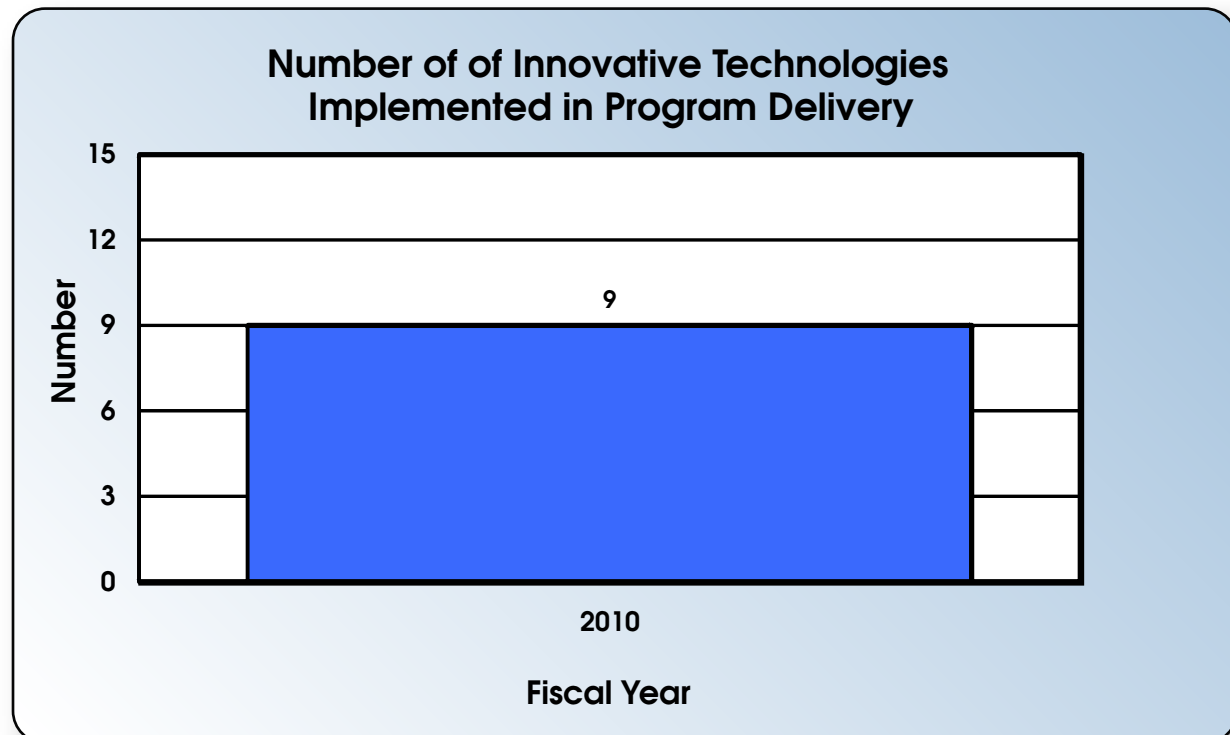 Number of of Innovative Technologies
Implemented in Program Delivery
15
12
9
6
3
0
Number
9
2010
Fiscal Year